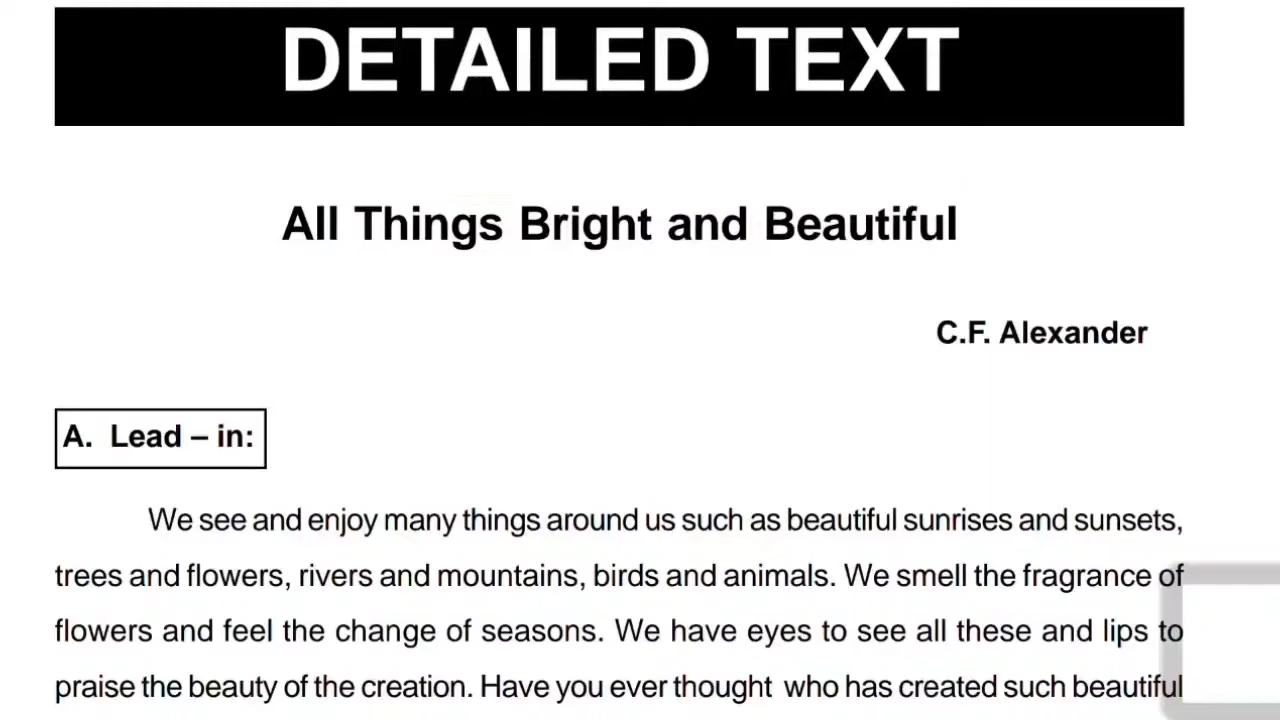 DETAILED TEXT
All Things Bright and Beautiful
C.F. Alexander
A. Lead – in:
We see and enjoy many things around us such as beautiful sunrises and sunsets,
trees and flowers, rivers and mountains, birds and animals. We smell the fragrance of
flowers and feel the change of seasons. We have eyes to see all these and lips to
praise the beauty of the creation. Have you ever thought who has created such beautiful